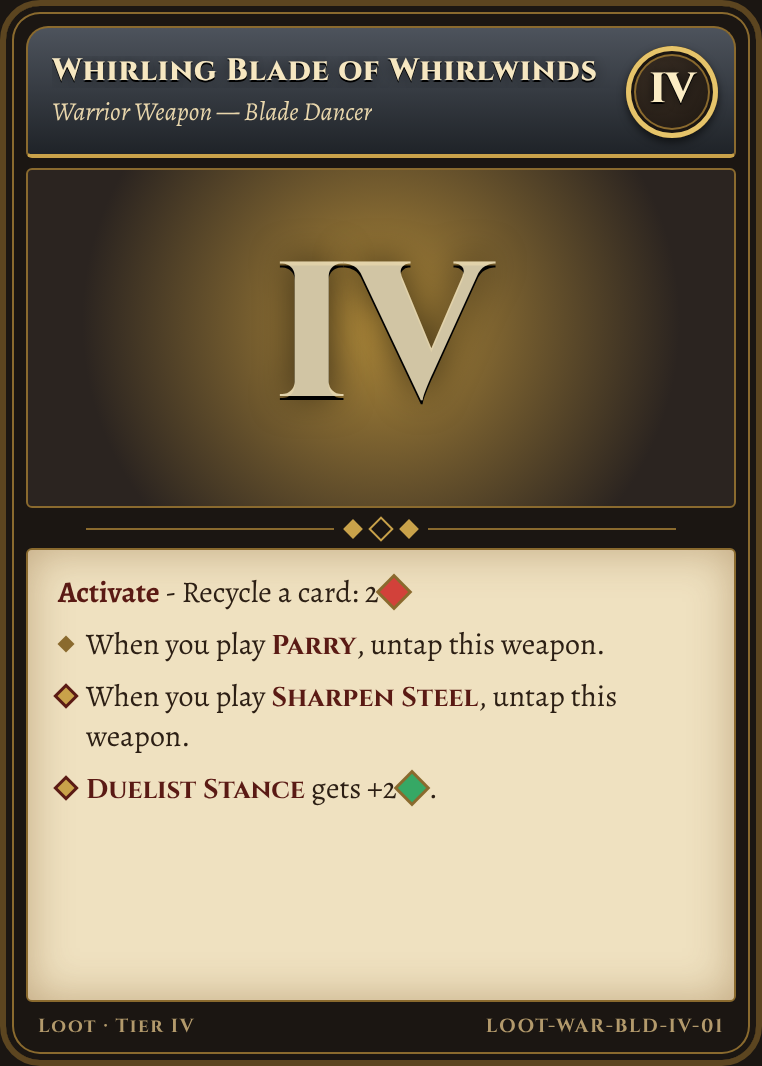 Whirling Blade of Whirlwinds
IV
Warrior Weapon — Blade Dancer
IV
Activate - Recycle a card: 2
When you play Parry, untap this weapon.
When you play Sharpen Steel, untap this
weapon.
Duelist Stance gets +2.
Loot · Tier IV
LOOT-WAR-BLD-IV-01